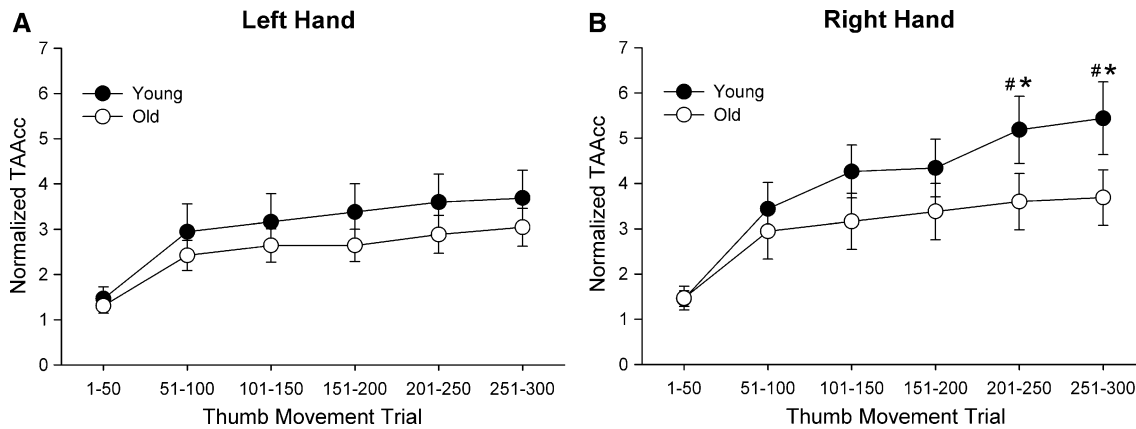 A Left Hand
7
6
5
4
3
2
1
0
Normalized TAAcc
Young
Old
1-50 51-100 101-150 151-200 201-250 251-300
Thumb Movement Trial
B Right Hand
7
6
5
4
3
2
1
0
Normalized TAAcc
Young
Old
#*
#*
1-50 51-100 101-150 151-200 201-250 251-300
Thumb Movement Trial